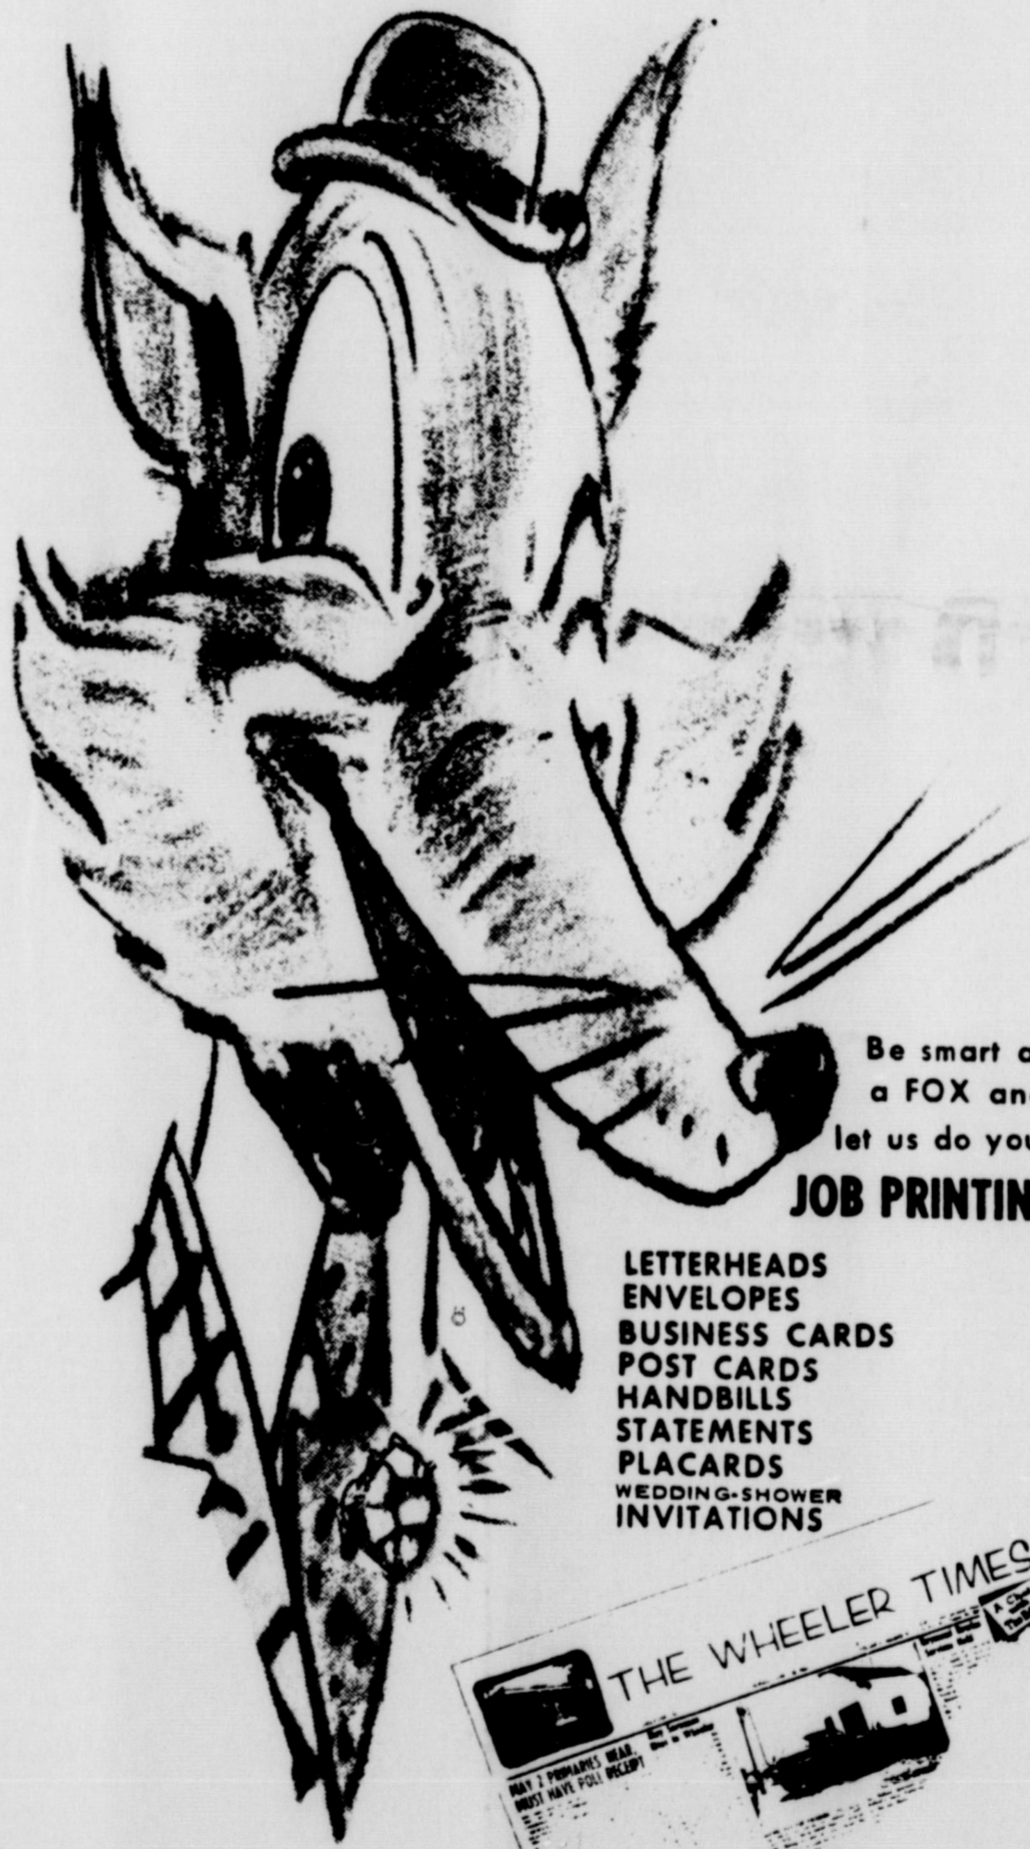 Be smart a
a FOX an
let us do you
JOB PRINTIN
LETTERHEADS
ENVELOPES
BUSINESS CARDS
POST CARDS
HANDBILLS
STATEMENTS
PLACARDS
WEDDING-SHOWER
INVITATIONS
THE WHEELER TIMES
MAY 2 PRIMARIES NEAR,
MUST HAVE POLL RECEIPT